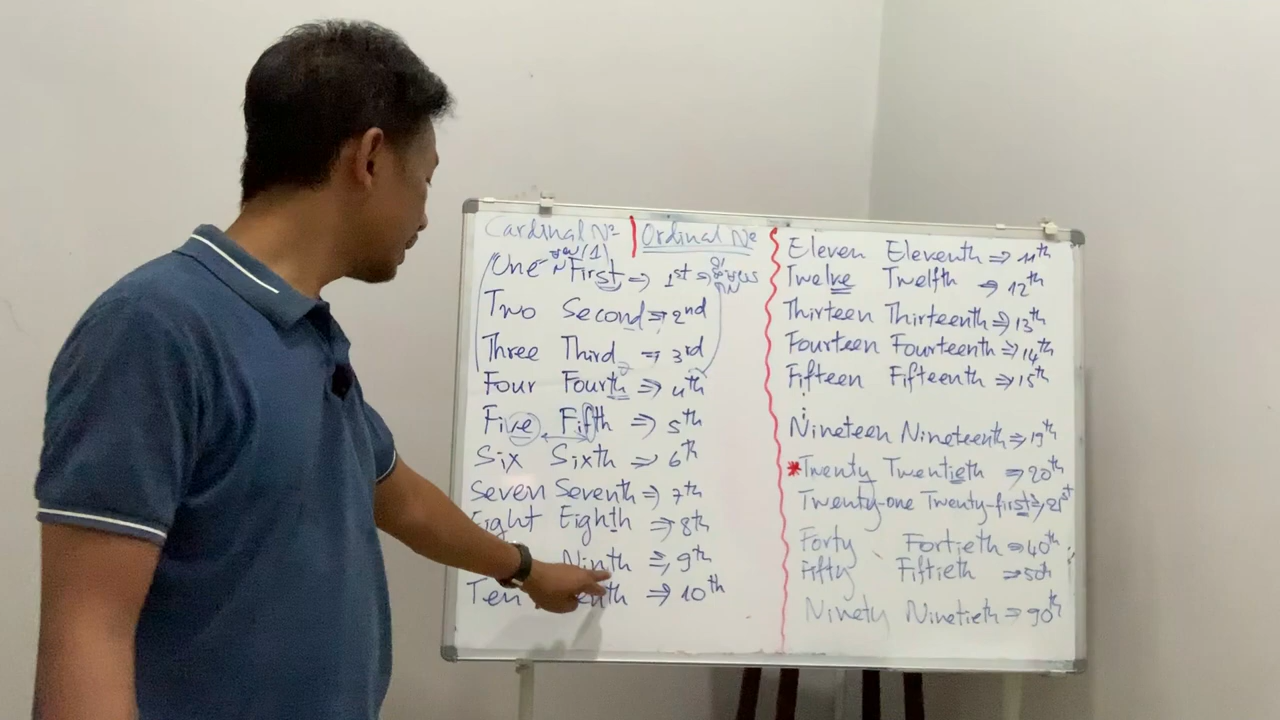 Cardinal Nº | Ordinal Nº
One First ⇒ 1st ⇒
Two Second ⇒ 2nd
Three Third ⇒ 3rd
Four Fourth ⇒ 4th
Five Fifth ⇒ 5th
Six Sixth ⇒ 6th
Seven Seventh ⇒ 7th
Eight Eighth ⇒ 8th
Ninth ⇒ 9th
Ten enth ⇒ 10th
Eleven Eleventh ⇒ 11th
Twelve Twelfth ⇒ 12th
Thirteen Thirteenth ⇒ 13th
Fourteen Fourteenth ⇒ 14th
Fifteen Fifteenth ⇒ 15th
Nineteen Nineteenth ⇒ 19th
*Twenty Twentieth ⇒ 20th
Twenty-one Twenty-first ⇒ 21st
Forty Fortieth ⇒ 40th
Fifty Fiftieth ⇒ 50th
Ninety Ninetieth ⇒ 90th